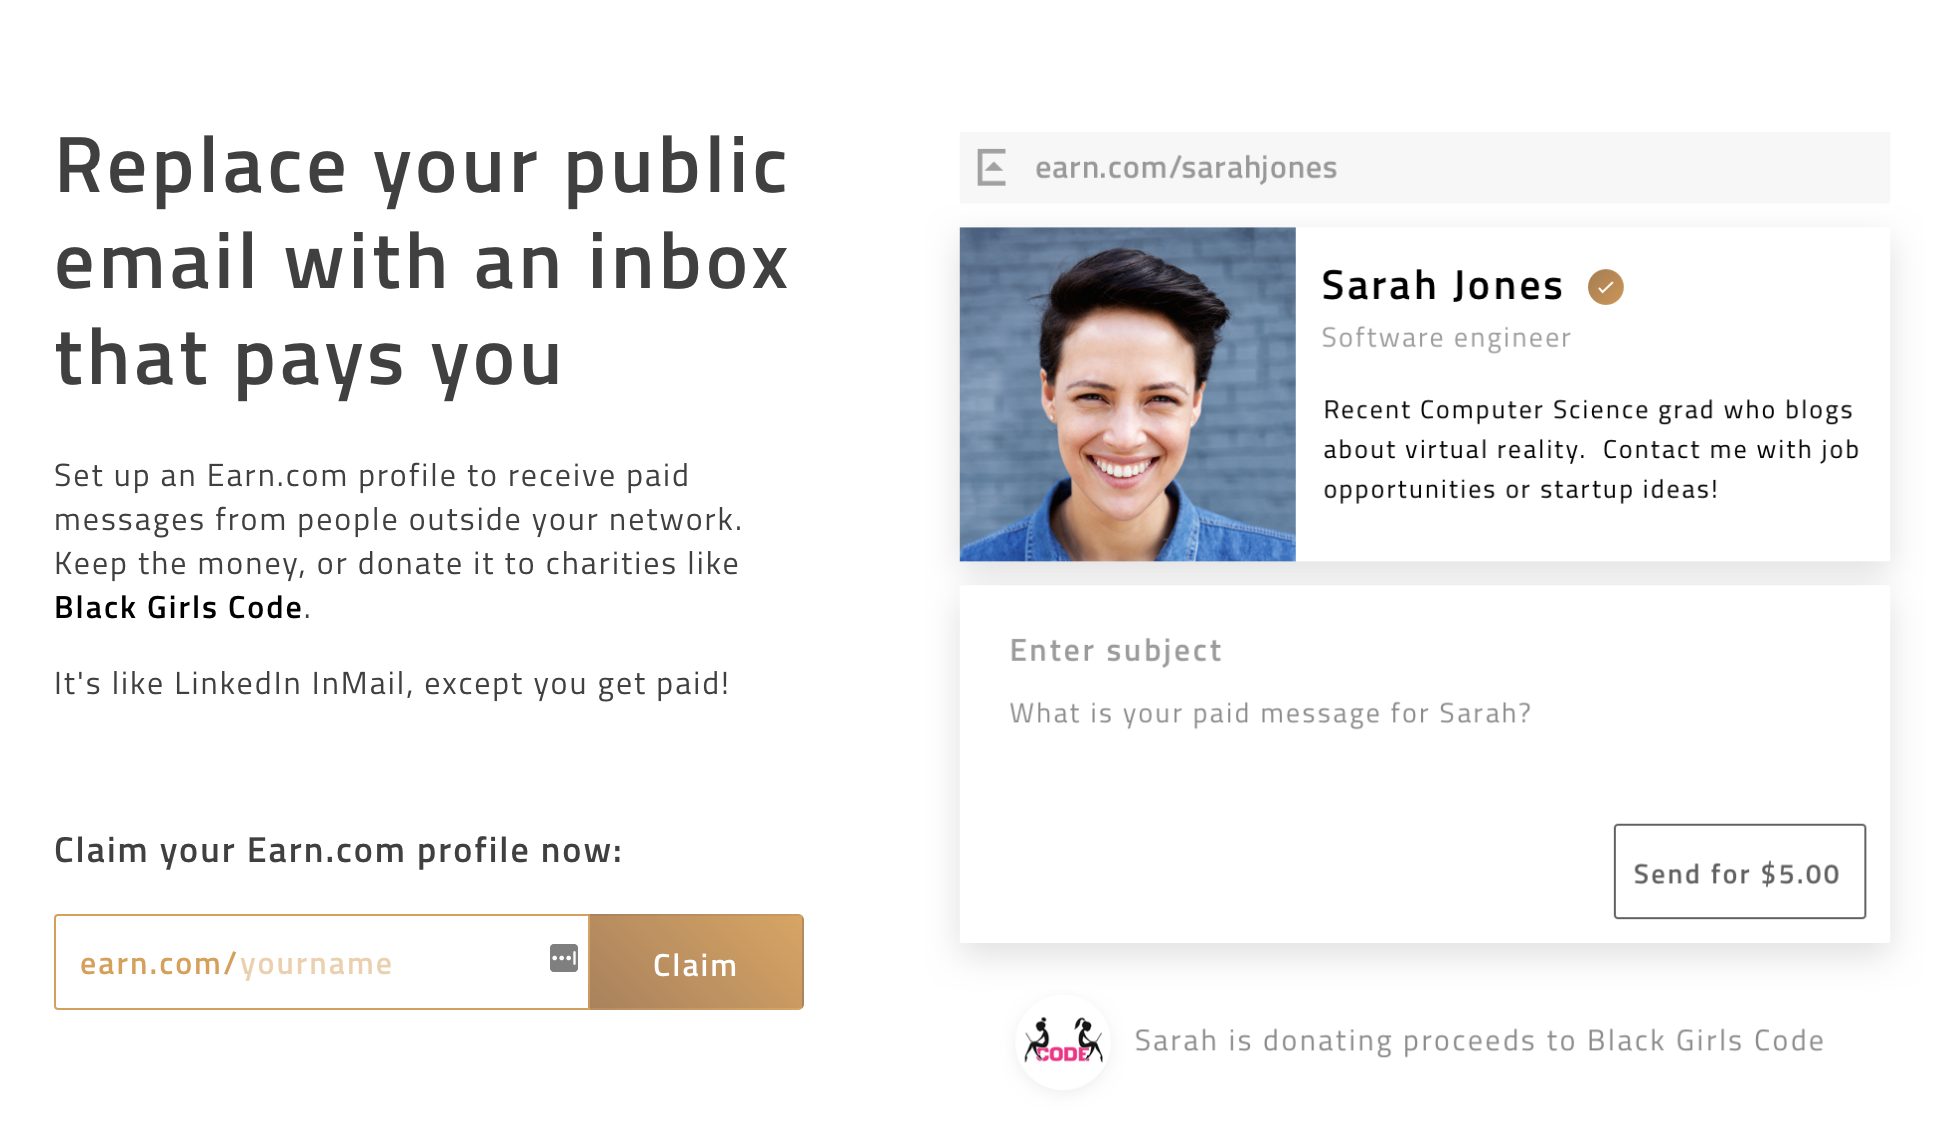 Replace your public
email with an inbox
that pays you
Set up an Earn.com profile to receive paid
messages from people outside your network.
Keep the money, or donate it to charities like
Black Girls Code.
It's like LinkedIn InMail, except you get paid!
Claim your Earn.com profile now:
earn.com/yourname
Claim
earn.com/sarahjones
Sarah Jones
Software engineer
Recent Computer Science grad who blogs
about virtual reality. Contact me with job
opportunities or startup ideas!
Enter subject
What is your paid message for Sarah?
Send for $5.00
CODE
Sarah is donating proceeds to Black Girls Code